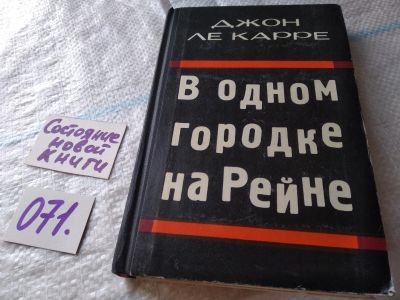 ДЖОН
ЛЕ КАРРЕ
В одном
городке
на Рейне
Состояние
новой
книги
071.